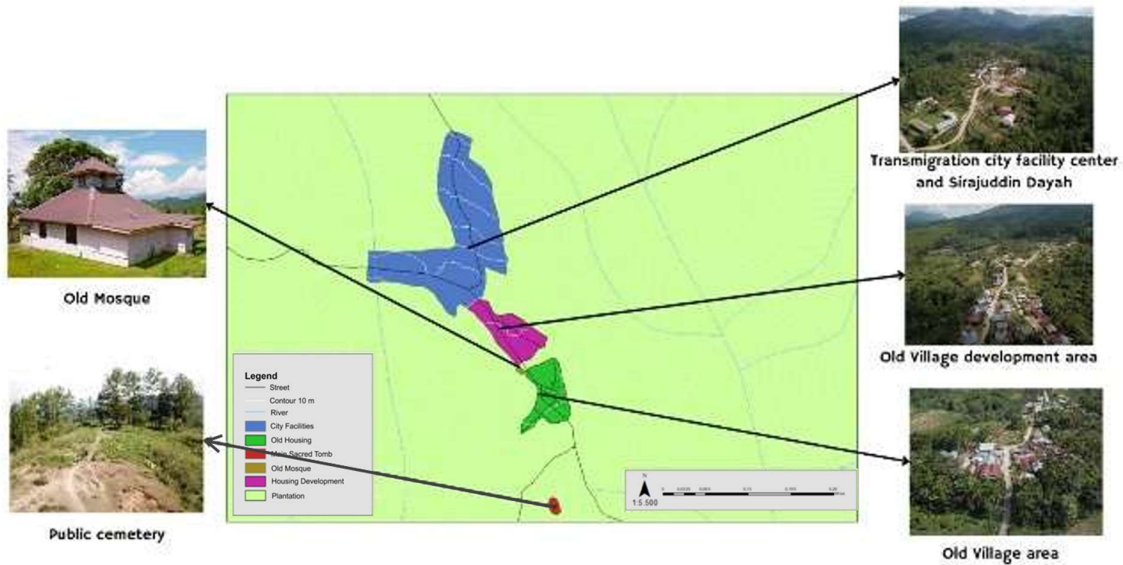 Transmigration city facility center
and Sirajuddin Dayah
Old Mosque
Old Village development area
Legend
Street
Contour 10 m
River
City Facilities
Old Housing
Main Sacred Tomb
Old Mosque
Housing Development
Plantation
N
1:5.500
0
Public cemetery
Old Village area